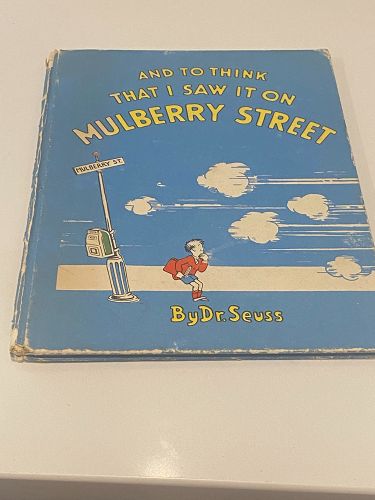 AND TO THINK
THAT I SAW IT ON
MULBERRY STREET
MULBERRY ST.
By Dr. Seuss